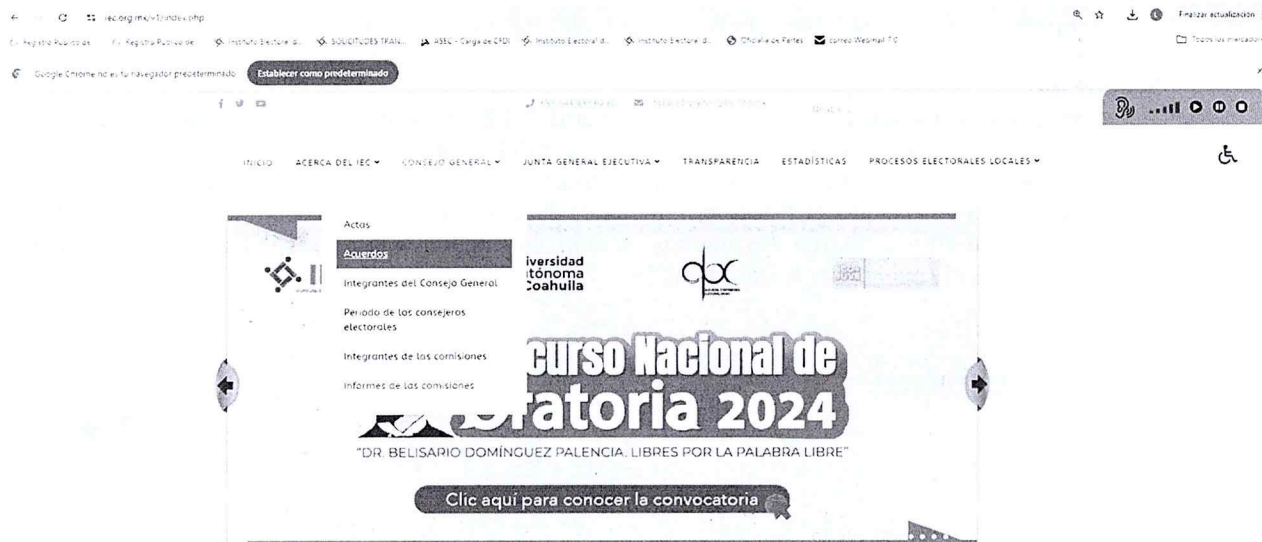 iec.org.mx/v1/index.php
Finalizar actualización
Registro Público de
Registro Público de
Instituto Electoral d...
SOLICITUDES TRAN...
ASEC - Carga de CFDI
Instituto Electoral d...
Instituto Electoral d...
Oficialía de Partes
correo Webmail 7.0
Todos los marcadores
Google Chrome no es tu navegador predeterminado
Establecer como predeterminado
INICIO
ACERCA DEL IEC
CONSEJO GENERAL
JUNTA GENERAL EJECUTIVA
TRANSPARENCIA
ESTADÍSTICAS
PROCESOS ELECTORALES LOCALES
Actas
Acuerdos
Integrantes del Consejo General
Periodo de los consejeros
electorales
Integrantes de las comisiones
Informes de las comisiones
iversidad
tónoma
Coahuila
curso Nacional de
Oratoria 2024
"DR. BELISARIO DOMÍNGUEZ PALENCIA. LIBRES POR LA PALABRA LIBRE"
Clic aquí para conocer la convocatoria